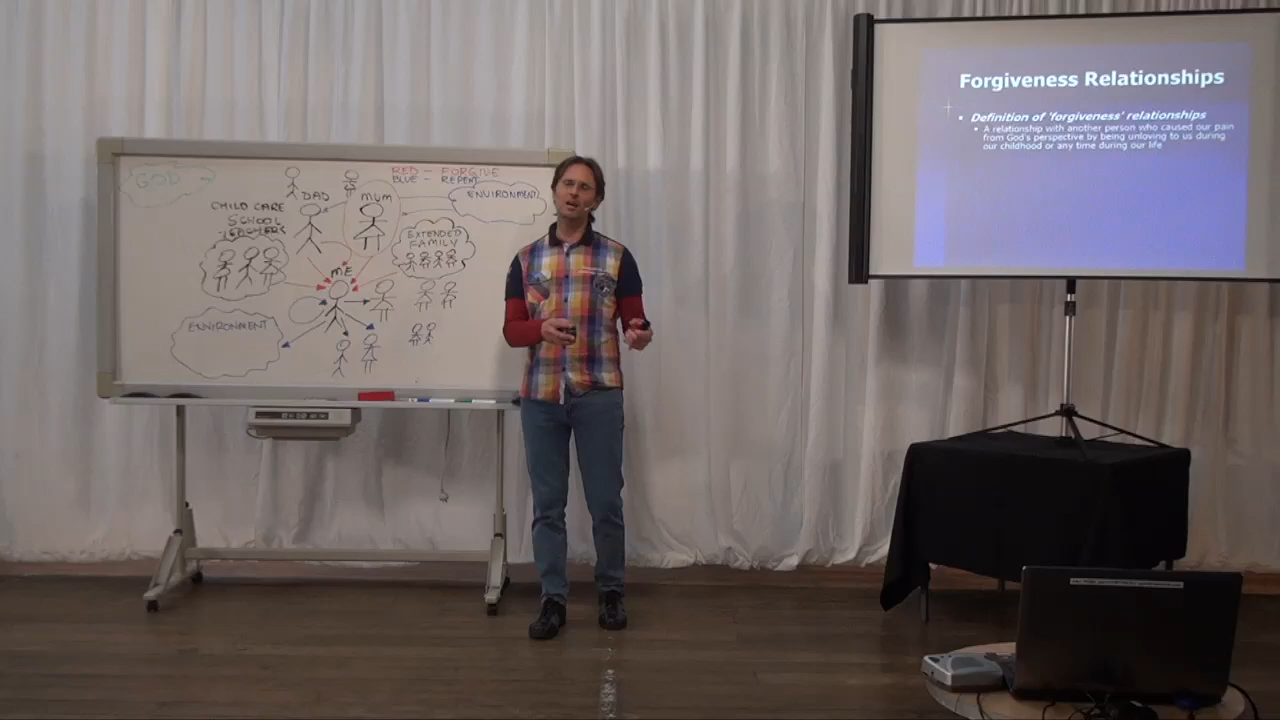 GOD
RED - FORGIVE
BLUE - REPENT
DAD
MUM
ENVIRONMENT
CHILD CARE
SCHOOL
TEACHERS
EXTENDED
FAMILY
ME
ENVIRONMENT
Forgiveness Relationships
Definition of 'forgiveness' relationships
A relationship with another person who caused our pain
from God's perspective by being unloving to us during
our childhood or any time during our life